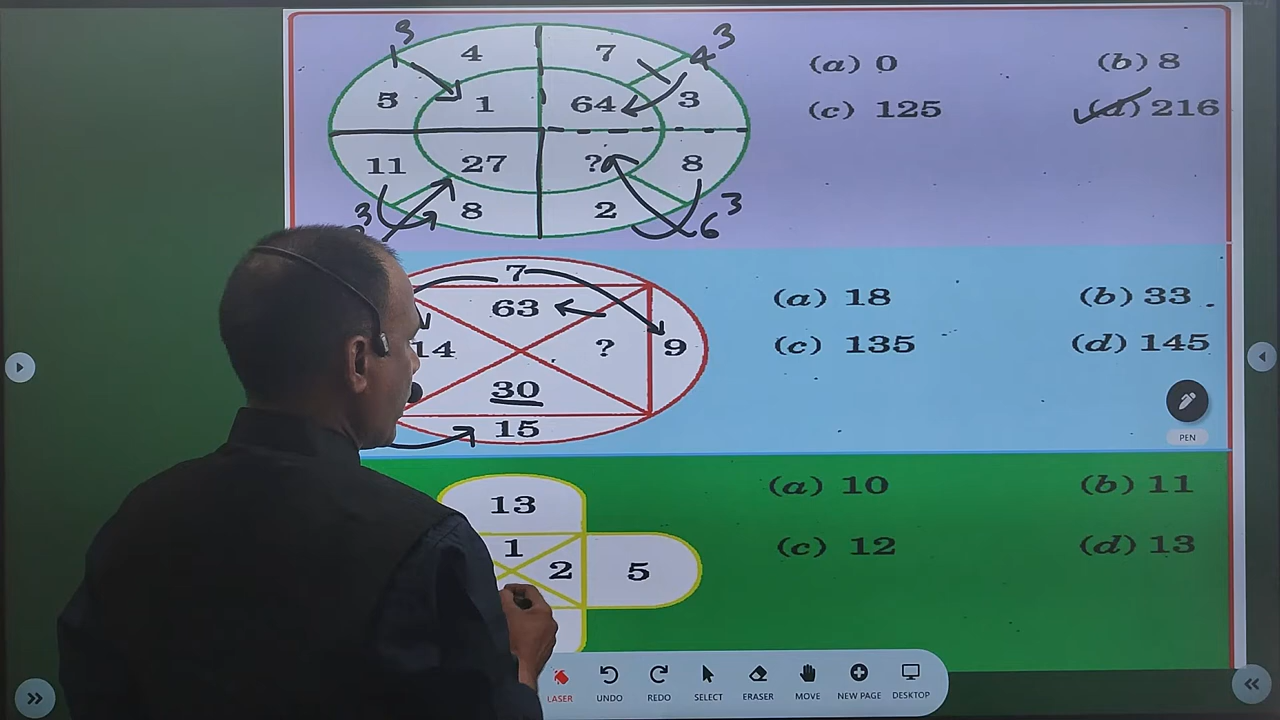 3
4 7 4 3
5 1 64 3
11 27 ? 8
3 8 2 6 3
(a) 0 (b) 8
(c) 125 (d) 216
7
63
14 ? 9
30
15
(a) 18 (b) 33
(c) 135 (d) 145
PEN
13
1
2 5
(a) 10 (b) 11
(c) 12 (d) 13
LASER UNDO REDO SELECT ERASER MOVE NEW PAGE DESKTOP